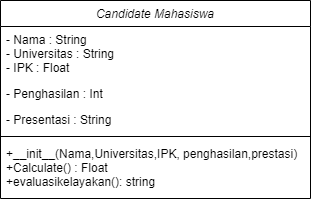 Candidate Mahasiswa
- Nama : String
- Universitas : String
- IPK : Float
- Penghasilan : Int
- Presentasi : String
+__init__(Nama,Universitas,IPK, penghasilan,prestasi)
+Calculate() : Float
+evaluasikelayakan(): string